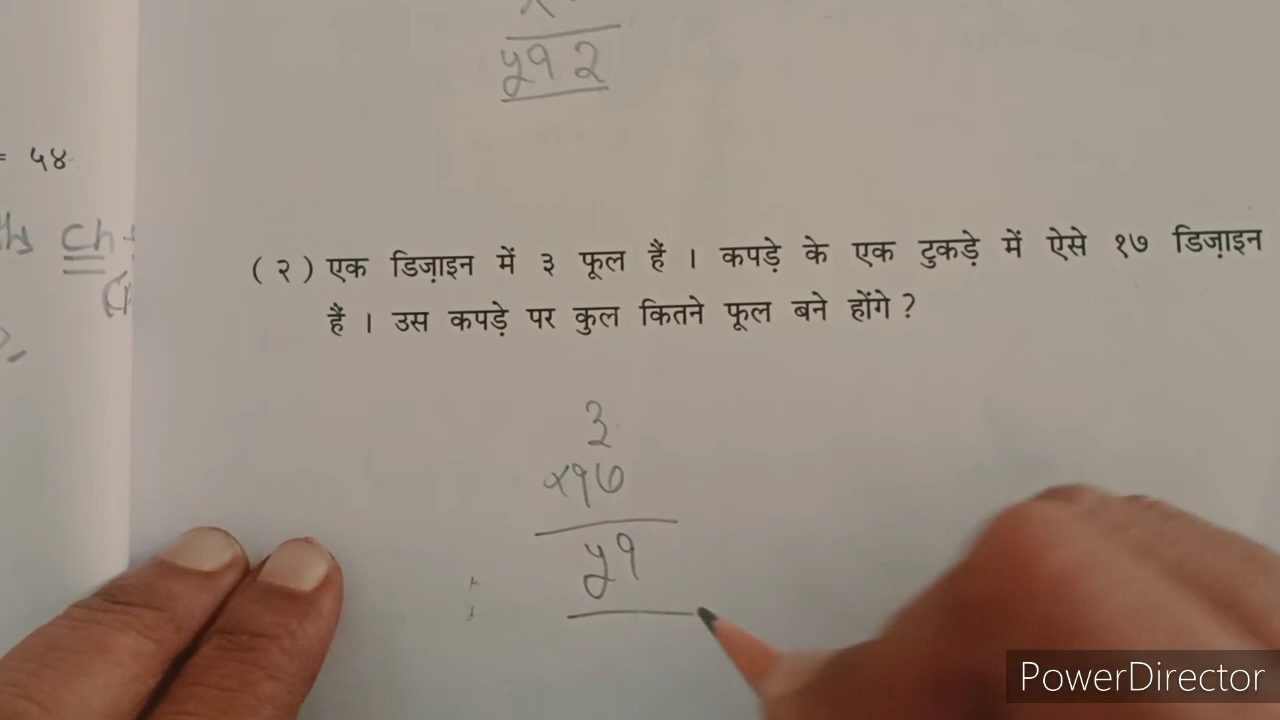 ५१२
= ५४
( २ ) एक डिज़ाइन में ३ फूल हैं । कपड़े के एक टुकड़े में ऐसे १७ डिज़ाइन
हैं । उस कपड़े पर कुल कितने फूल बने होंगे ?
३
×१७
५१
PowerDirector